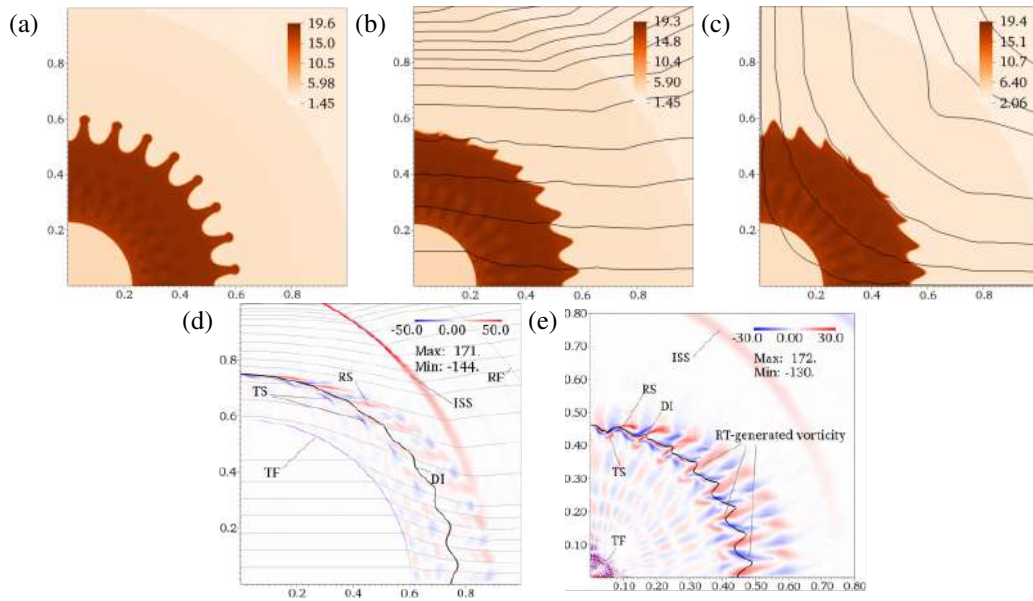 (a)
19.6
15.0
10.5
5.98
1.45
0.8
0.6
0.4
0.2
0.2 0.6 0.8
(b)
19.3
14.8
10.4
5.90
1.45
0.8
0.6
0.4
0.2
0.2 0.6 0.8
(c)
19.4
15.1
10.7
6.40
2.06
0.8
0.6
0.4
0.2
0.2 0.4 0.6 0.8
(d)
-50.0 0.00 50.0
Max: 171.
Min: -144.
RS
RF
TS
ISS
TF
DI
0.8
0.6
0.4
0.2
0.2 0.4 0.6 0.8
(e)
-30.0 0.00 30.0
Max: 172.
Min: -130.
ISS
RS
DI
RT-generated vorticity
TS
TF
0.80
0.70
0.60
0.50
0.40
0.30
0.20
0.10
0.10 0.20 0.30 0.40 0.50 0.60 0.70 0.80